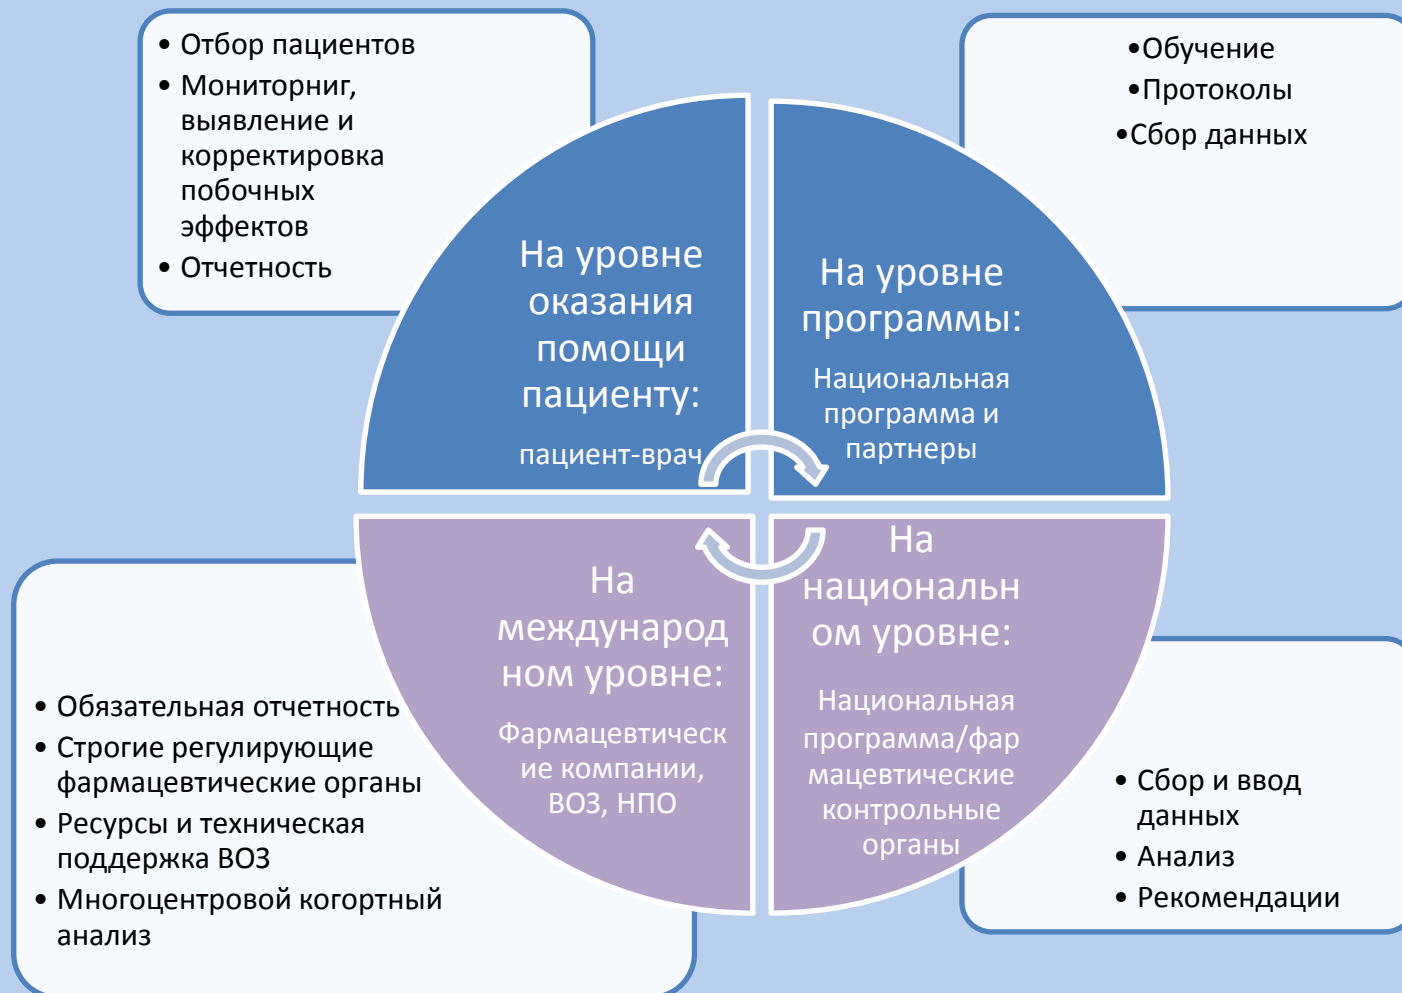 • Отбор пациентов
• Мониторниг,
выявление и
корректировка
побочных
эффектов
• Отчетность
•Обучение
•Протоколы
•Сбор данных
На уровне
оказания
помощи
пациенту:
пациент-врач
На уровне
программы:
Национальная
программа и
партнеры
На
международ
ном уровне:
Фармацевтическ
ие компании,
ВОЗ, НПО
На
национальн
ом уровне:
Национальная
программа/фар
мацевтические
контрольные
органы
• Обязательная отчетность
• Строгие регулирующие
фармацевтические органы
• Ресурсы и техническая
поддержка ВОЗ
• Многоцентровой когортный
анализ
• Сбор и ввод
данных
• Анализ
• Рекомендации